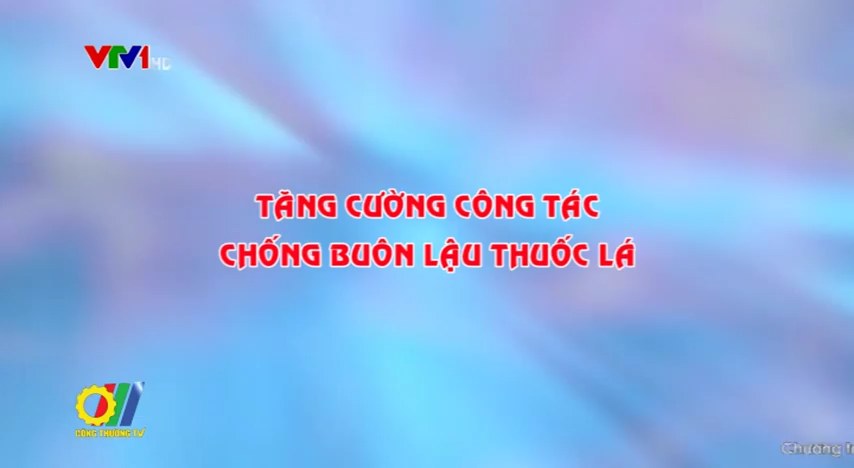 VTV1 HD
TĂNG CƯỜNG CÔNG TÁC
CHỐNG BUÔN LẬU THUỐC LÁ
CÔNG THƯƠNG TV